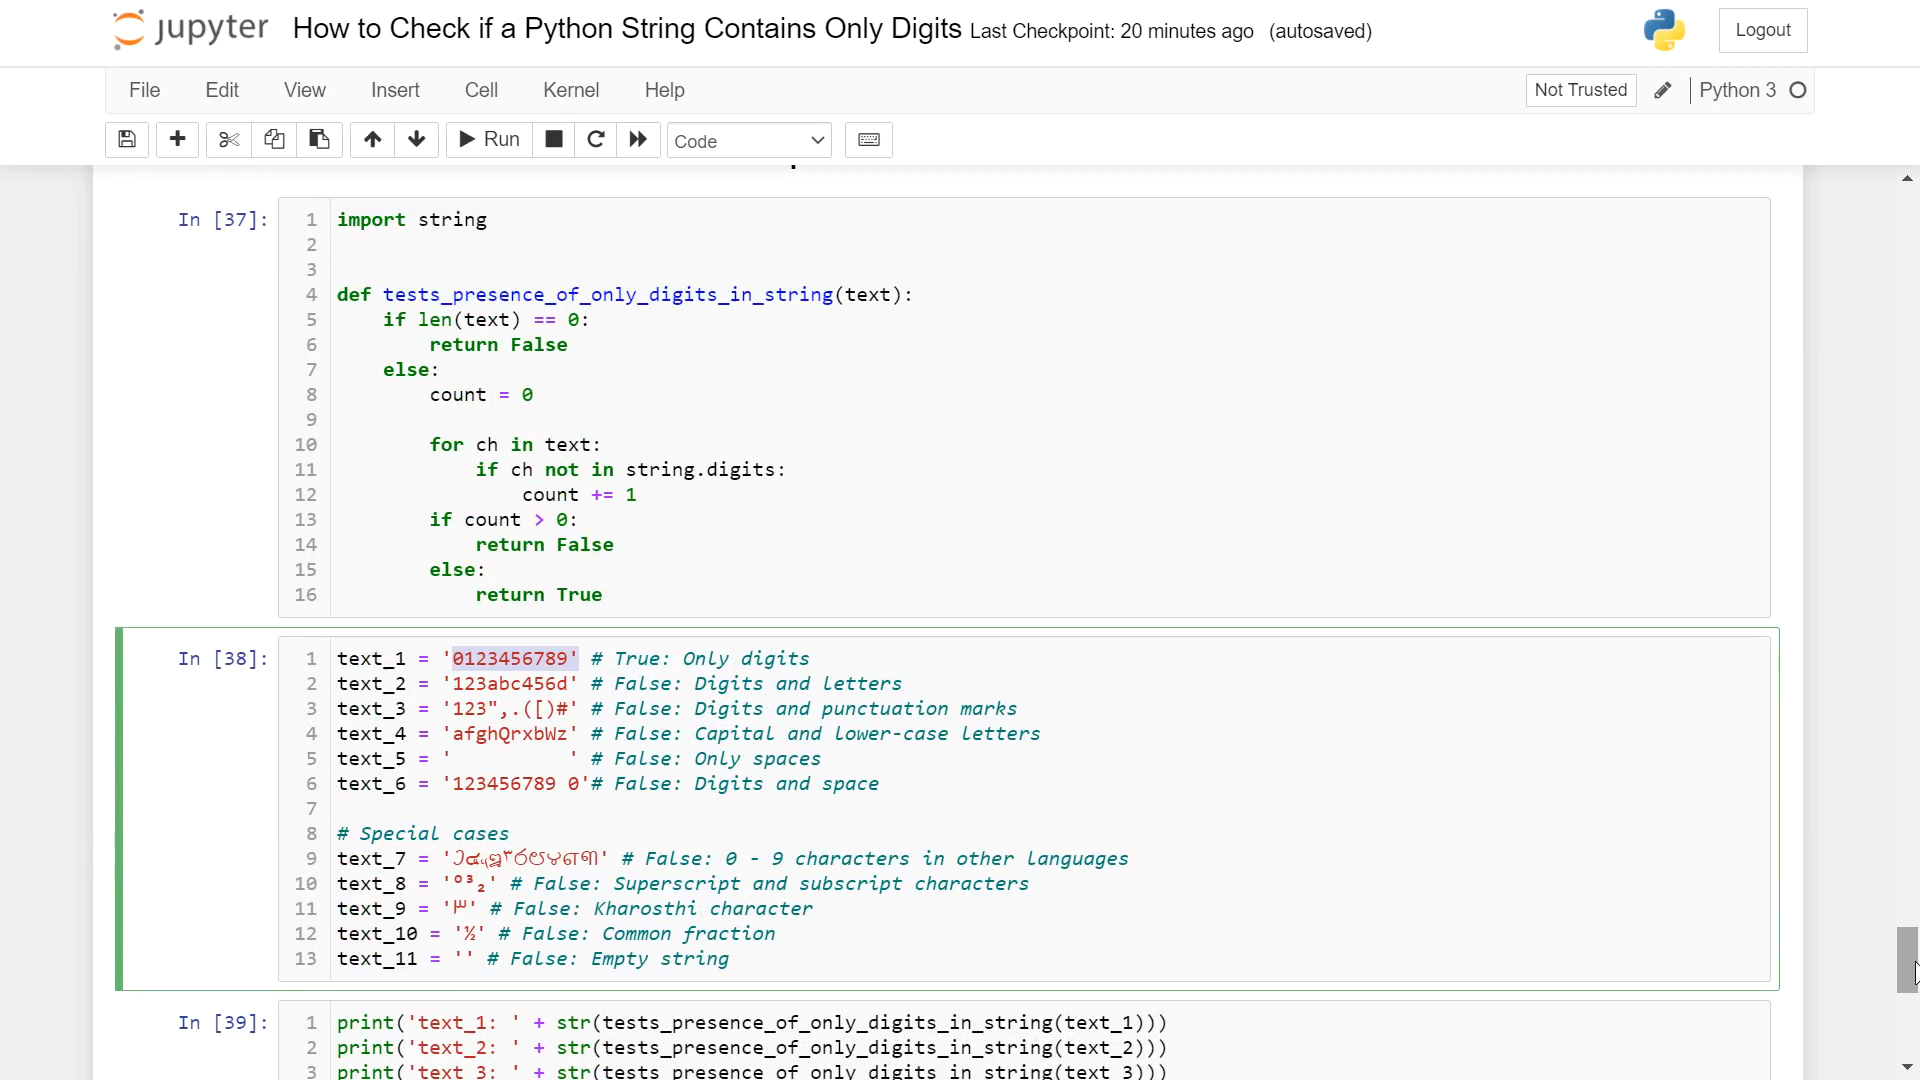 jupyter How to Check if a Python String Contains Only Digits Last Checkpoint: 20 minutes ago (autosaved) Logout
File Edit View Insert Cell Kernel Help Not Trusted Python 3
Run Code
In [37]:
1 import string
2
3
4 def tests_presence_of_only_digits_in_string(text):
5 if len(text) == 0:
6 return False
7 else:
8 count = 0
9
10 for ch in text:
11 if ch not in string.digits:
12 count += 1
13 if count > 0:
14 return False
15 else:
16 return True
In [38]:
1 text_1 = '0123456789' # True: Only digits
2 text_2 = '123abc456d' # False: Digits and letters
3 text_3 = '123",.([)#' # False: Digits and punctuation marks
4 text_4 = 'afghQrxbWz' # False: Capital and lower-case letters
5 text_5 = '          ' # False: Only spaces
6 text_6 = '123456789 0'# False: Digits and space
7
8 # Special cases
9 text_7 = # False: 0 - 9 characters in other languages
10 text_8 = '⁰³₂' # False: Superscript and subscript characters
11 text_9 = # False: Kharosthi character
12 text_10 = '½' # False: Common fraction
13 text_11 = '' # False: Empty string
In [39]:
1 print('text_1: ' + str(tests_presence_of_only_digits_in_string(text_1)))
2 print('text_2: ' + str(tests_presence_of_only_digits_in_string(text_2)))
3 print('text_3: ' + str(tests_presence_of_only_digits_in_string(text_3)))